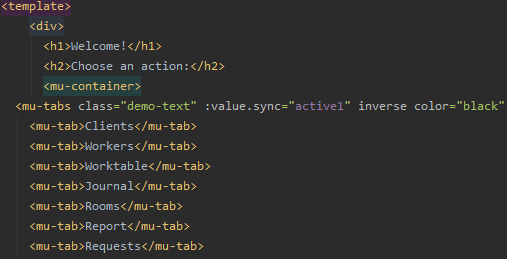 <template>
<div>
<h1>Welcome!</h1>
<h2>Choose an action:</h2>
<mu-container>
<mu-tabs class="demo-text" :value.sync="active1" inverse color="black"
<mu-tab>Clients</mu-tab>
<mu-tab>Workers</mu-tab>
<mu-tab>Worktable</mu-tab>
<mu-tab>Journal</mu-tab>
<mu-tab>Rooms</mu-tab>
<mu-tab>Report</mu-tab>
<mu-tab>Requests</mu-tab>